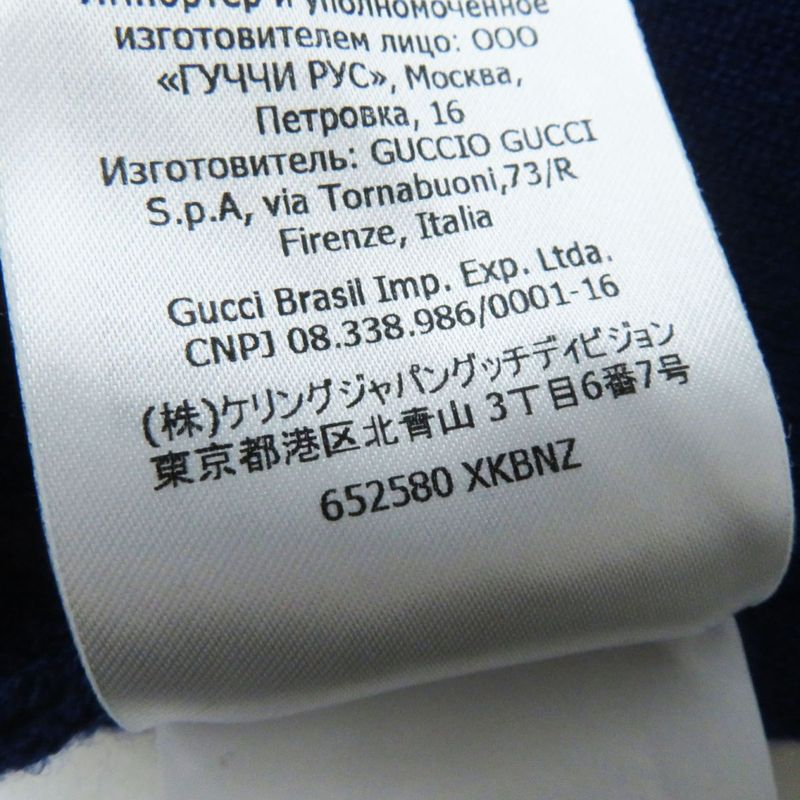 Импортер и уполномоченное
изготовителем лицо: ООО
«ГУЧЧИ РУС», Москва,
Петровка, 16
Изготовитель: GUCCIO GUCCI
S.p.A, via Tornabuoni,73/R
Firenze, Italia
Gucci Brasil Imp. Exp. Ltda.
CNPJ 08.338.986/0001-16
(株)ケリングジャパングッチディビジョン
東京都港区北青山 3丁目6番7号
652580 XKBNZ